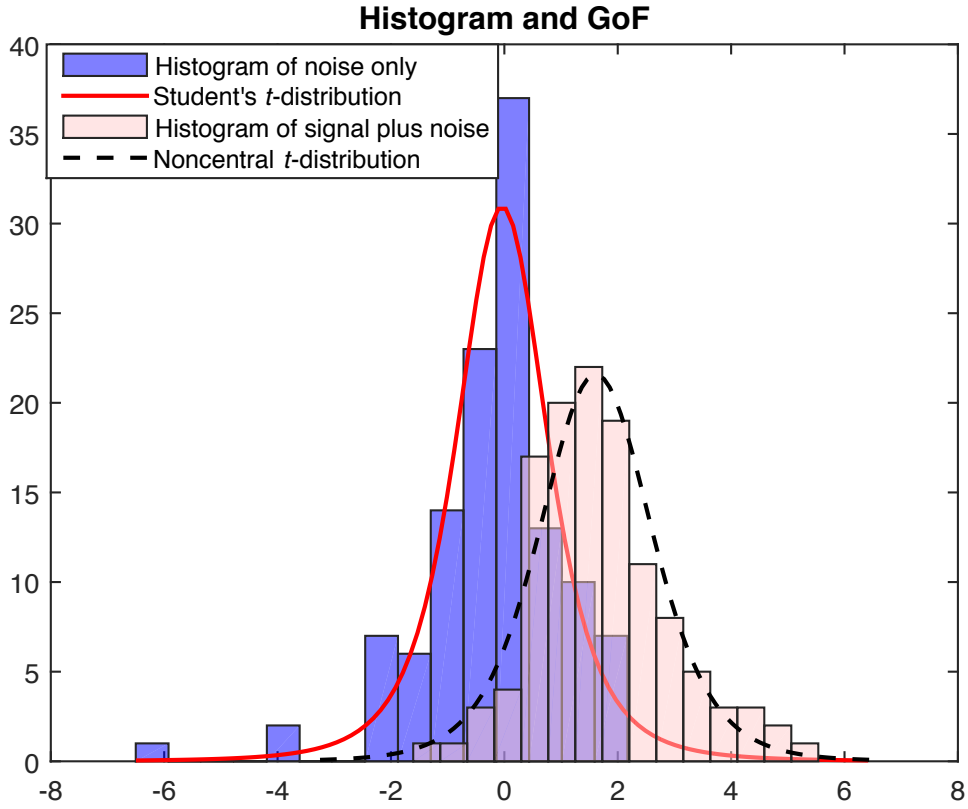 Histogram and GoF
Histogram of noise only
Student's t-distribution
Histogram of signal plus noise
Noncentral t-distribution
40
35
30
25
20
15
10
5
0
-8 -6 -4 -2 0 2 4 6 8